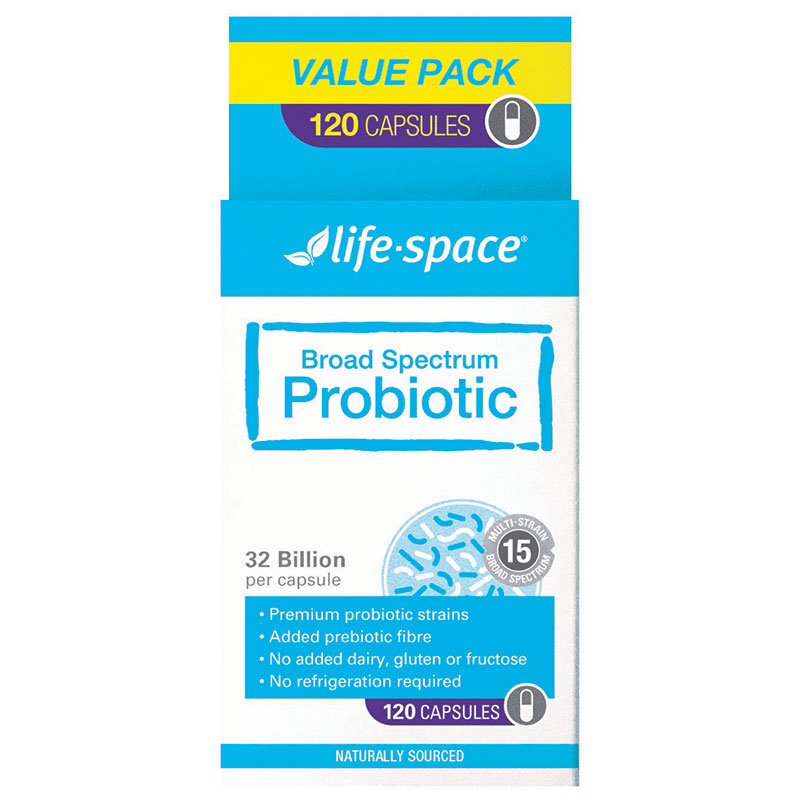 VALUE PACK
120 CAPSULES
life·space®
Broad Spectrum
Probiotic
MULTI-STRAIN
15
BROAD SPECTRUM
32 Billion
per capsule
• Premium probiotic strains
• Added prebiotic fibre
• No added dairy, gluten or fructose
• No refrigeration required
120 CAPSULES
NATURALLY SOURCED